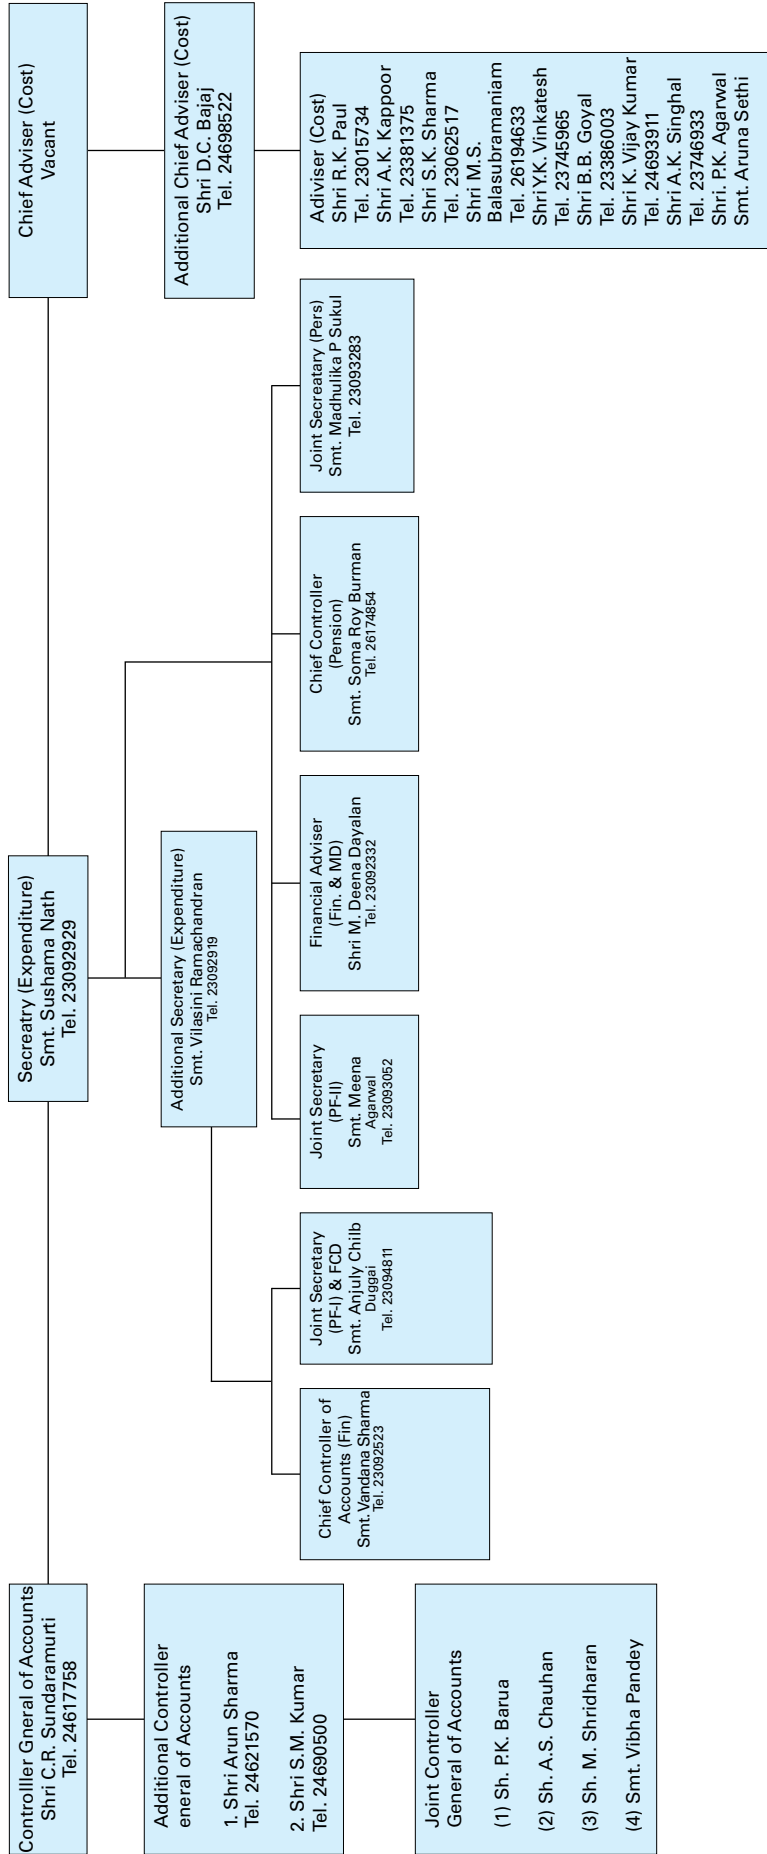 Controlller Gneral of Accounts
Shri C.R. Sundaramurti
Tel. 24617758
Secreatry (Expenditure)
Smt. Sushama Nath
Tel. 23092929
Chief Adviser (Cost)
Vacant
Additional Controller
eneral of Accounts
1. Shri Arun Sharma
Tel. 24621570
2. Shri S.M. Kumar
Tel. 24690500
Additional Secretary (Expenditure)
Smt. Vilasini Ramachandran
Tel. 23092919
Additional Chief Adviser (Cost)
Shri D.C. Bajaj
Tel. 24698522
Joint Controller
General of Accounts
(1) Sh. P.K. Barua
(2) Sh. A.S. Chauhan
(3) Sh. M. Shridharan
(4) Smt. Vibha Pandey
Chief Controller of
Accounts (Fin)
Smt. Vandana Sharma
Tel. 23092523
Joint Secretary
(PF-I) & FCD
Smt. Anjuly Chilb
Duggai
Tel. 23094811
Joint Secretary
(PF-II)
Smt. Meena
Agarwal
Tel. 23093052
Financial Adviser
(Fin. & MD)
Shri M. Deena Dayalan
Tel. 23092332
Chief Controller
(Pension)
Smt. Soma Roy Burman
Tel. 26174854
Joint Secreatary (Pers)
Smt. Madhulika P Sukul
Tel. 23093283
Adiviser (Cost)
Shri R.K. Paul
Tel. 23015734
Shri A.K. Kappoor
Tel. 23381375
Shri S.K. Sharma
Tel. 23062517
Shri M.S.
Balasubramaniam
Tel. 26194633
Shri Y.K. Vinkatesh
Tel. 23745965
Shri B.B. Goyal
Tel. 23386003
Shri K. Vijay Kumar
Tel. 24693911
Shri A.K. Singhal
Tel. 23746933
Shri. P.K. Agarwal
Smt. Aruna Sethi